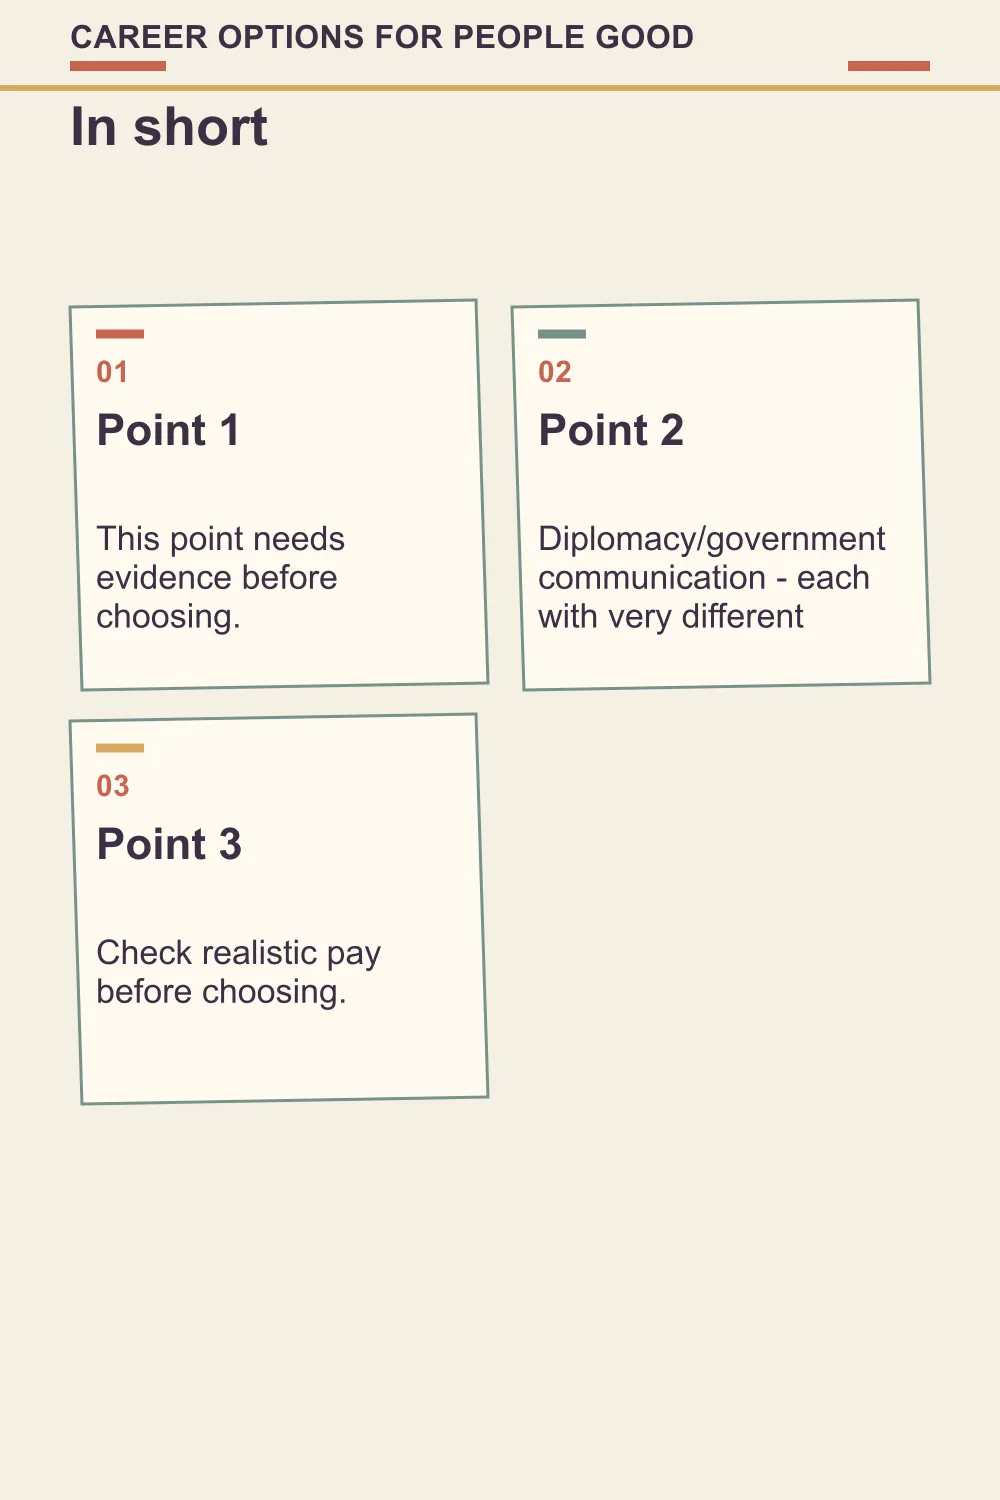 CAREER OPTIONS FOR PEOPLE GOOD
In short
01
Point 1
This point needs
evidence before
choosing.
02
Point 2
Diplomacy/government
communication - each
with very different
03
Point 3
Check realistic pay
before choosing.